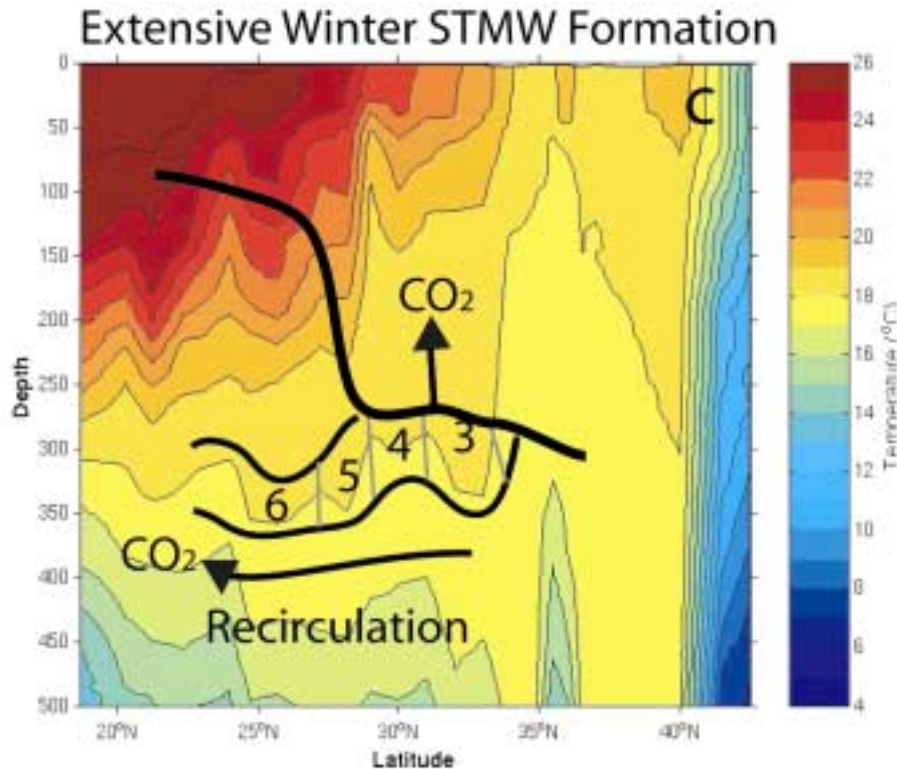 Extensive Winter STMW Formation
C
0
50
100
150
200
250
300
350
400
450
500
Depth
CO₂
3
4
5
6
CO₂
Recirculation
20°N
25°N
30°N
35°N
40°N
Latitude
26
24
22
20
18
16
14
12
10
8
6
4
Temperature (°C)